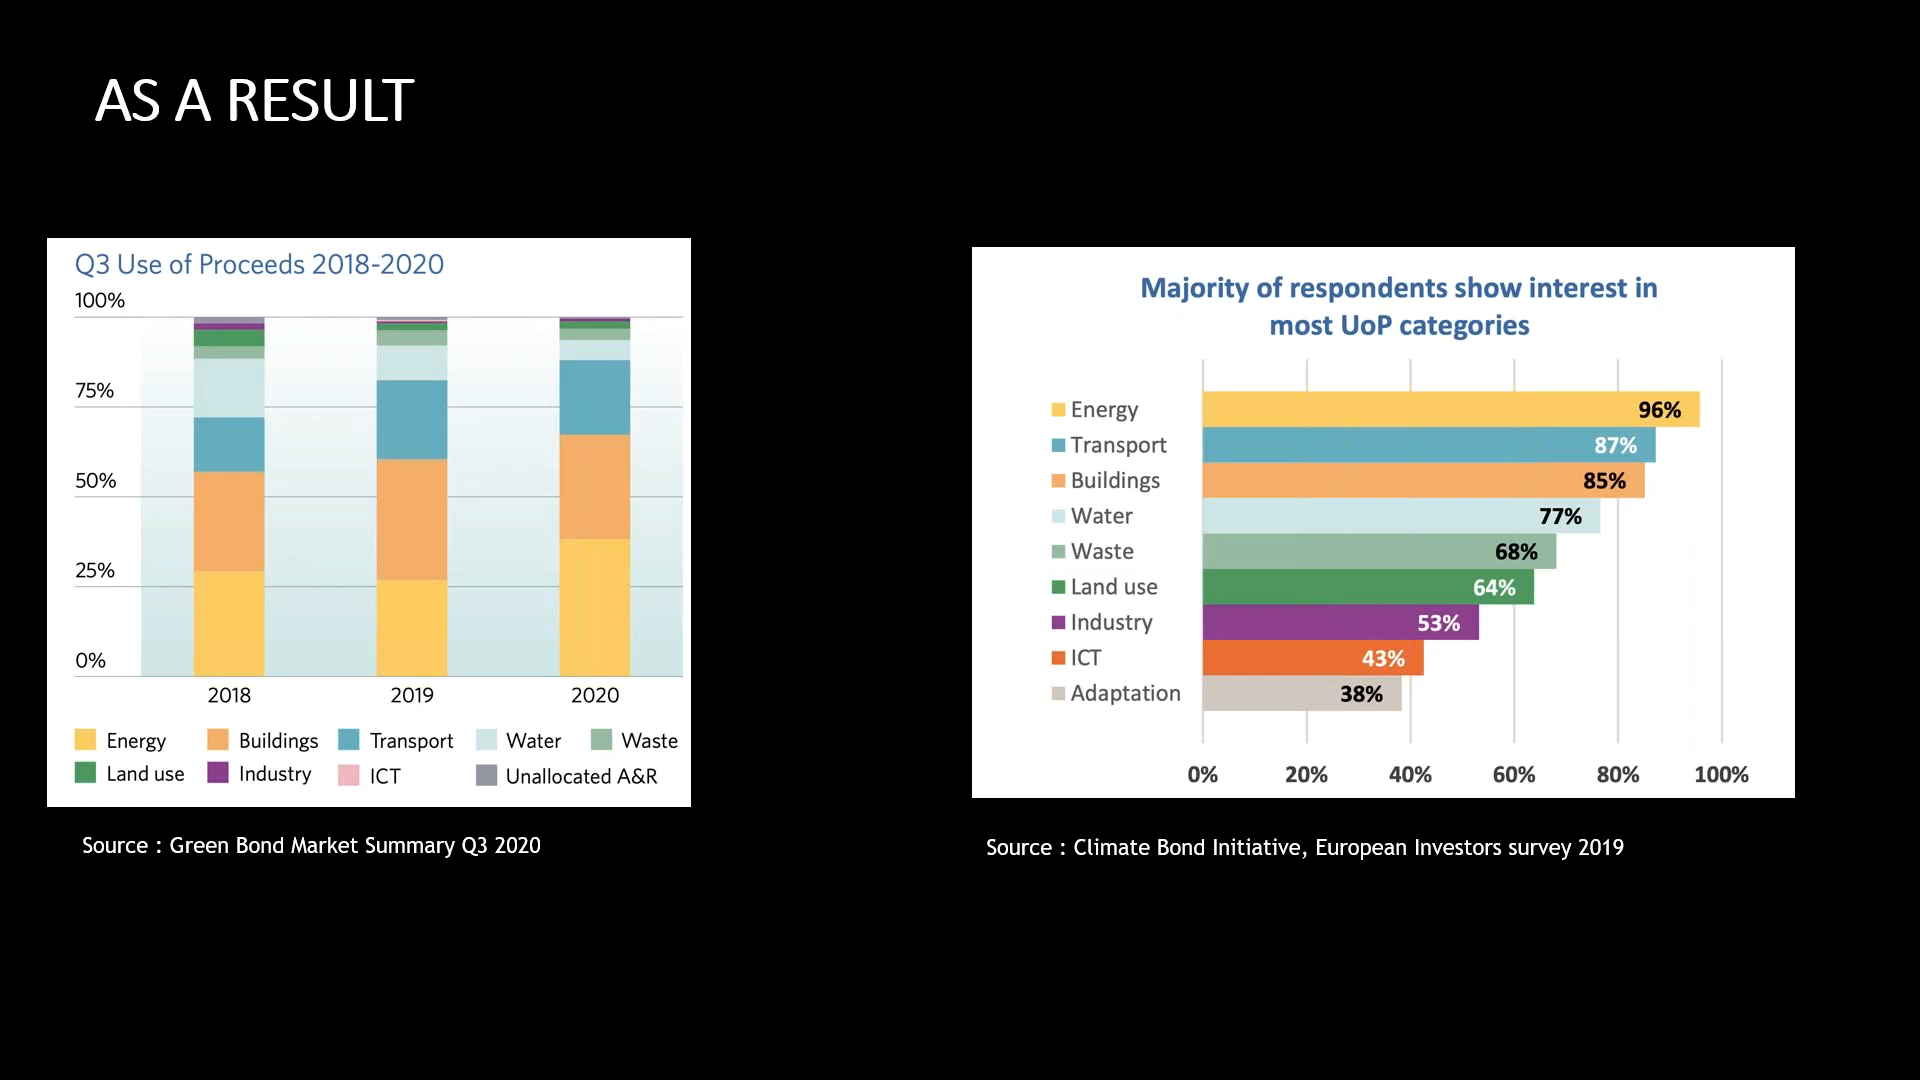 AS A RESULT
Q3 Use of Proceeds 2018-2020
100%
75%
50%
25%
0%
2018 2019 2020
Energy Buildings Transport Water Waste
Land use Industry ICT Unallocated A&R
Source : Green Bond Market Summary Q3 2020
Majority of respondents show interest in
most UoP categories
Energy 96%
Transport 87%
Buildings 85%
Water 77%
Waste 68%
Land use 64%
Industry 53%
ICT 43%
Adaptation 38%
0% 20% 40% 60% 80% 100%
Source : Climate Bond Initiative, European Investors survey 2019